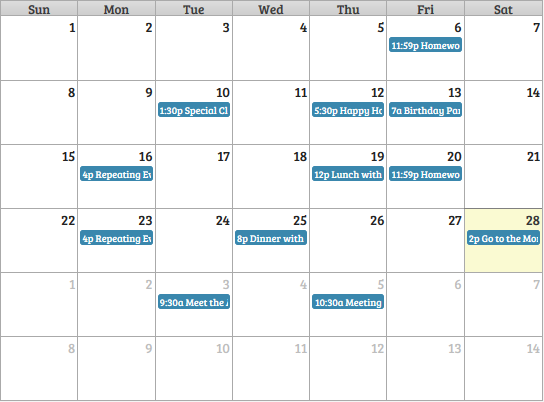 Sun Mon Tue Wed Thu Fri Sat
1 2 3 4 5 6 7
11:59p Homewo
8 9 10 11 12 13 14
1:30p Special Cl 5:30p Happy Ho 7a Birthday Par
15 16 17 18 19 20 21
4p Repeating Ev 12p Lunch with 11:59p Homewo
22 23 24 25 26 27 28
4p Repeating Ev 8p Dinner with 2p Go to the Mo
1 2 3 4 5 6 7
9:30a Meet the 10:30a Meeting
8 9 10 11 12 13 14